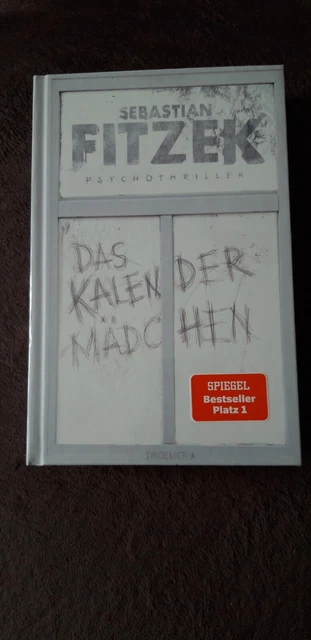 SEBASTIAN
FITZEK
PSYCHOTHRILLER
DAS
KALENDER
MÄDCHEN
SPIEGEL
Bestseller
Platz 1
DROEMER